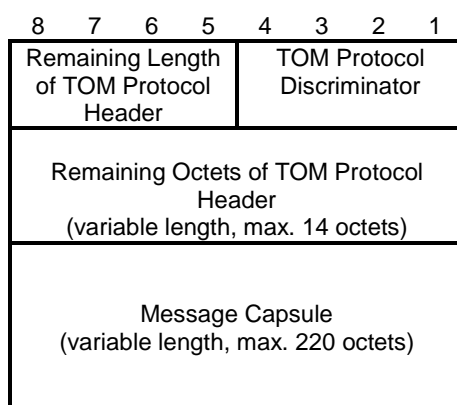 8 7 6 5 4 3 2 1
Remaining Length
of TOM Protocol
Header
TOM Protocol
Discriminator
Remaining Octets of TOM Protocol
Header
(variable length, max. 14 octets)
Message Capsule
(variable length, max. 220 octets)